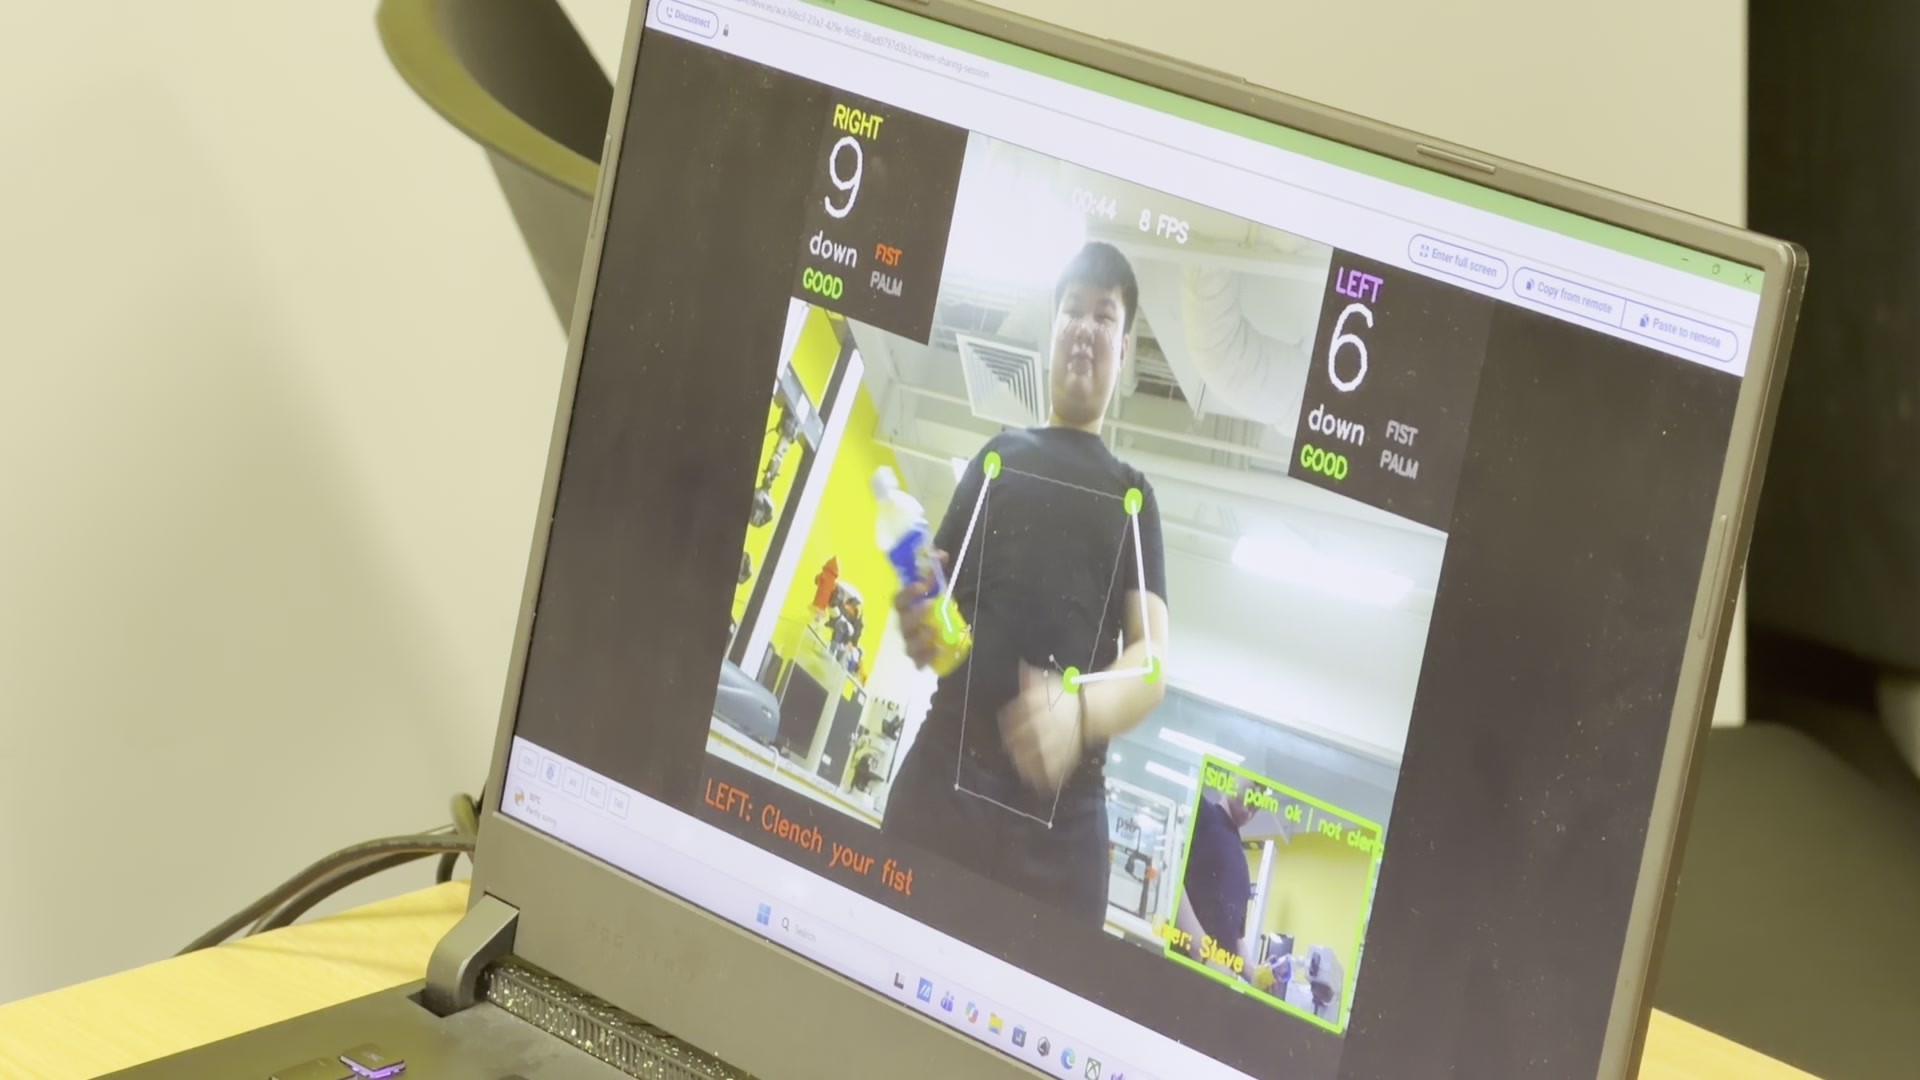 Disconnect
Enter full screen
Copy from remote
Paste to remote
RIGHT
9
down
GOOD
FIST
PALM
00:44 8 FPS
LEFT
6
down
GOOD
FIST
PALM
SIDE: palm ok | not clen
LEFT: Clench your fist
Steve
Search